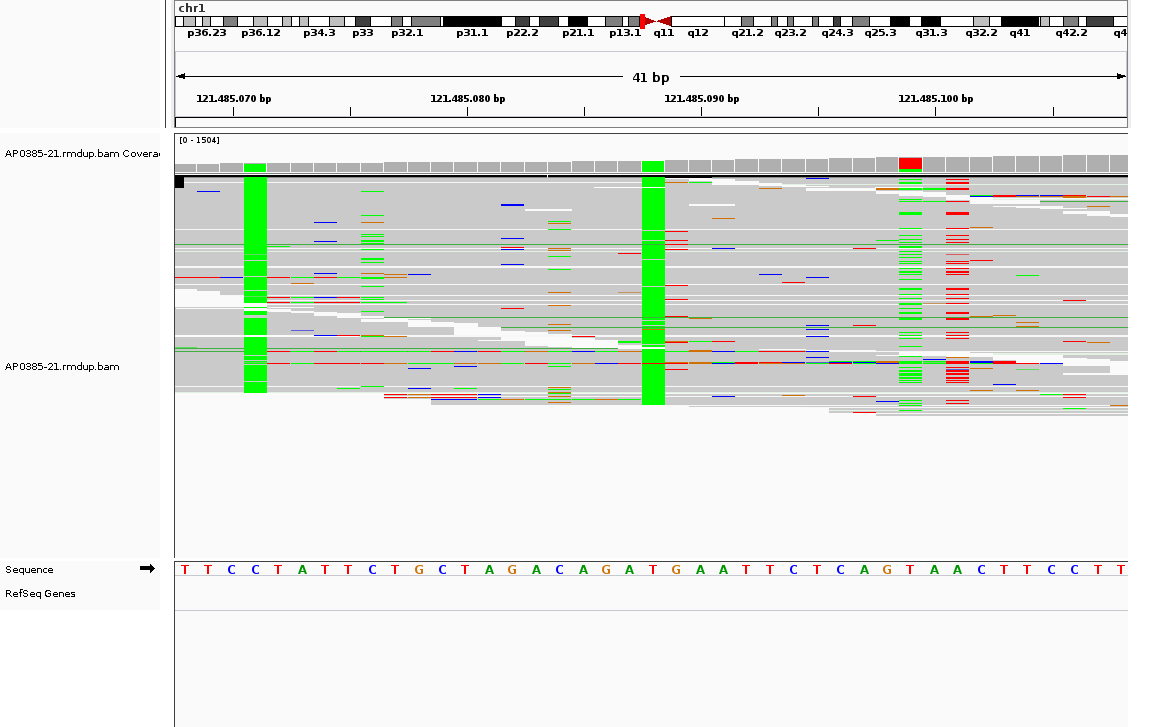 chr1
p36.23 p36.12 p34.3 p33 p32.1 p31.1 p22.2 p21.1 p13.1 q11 q12 q21.2 q23.2 q24.3 q25.3 q31.3 q32.2 q41 q42.2 q4
41 bp
121.485.070 bp 121.485.080 bp 121.485.090 bp 121.485.100 bp
[0 - 1504]
AP0385-21.rmdup.bam Covera
AP0385-21.rmdup.bam
Sequence T T C C T A T T C T G C T A G A C A G A T G A A T T C T C A G T A A C T T C C T T
RefSeq Genes